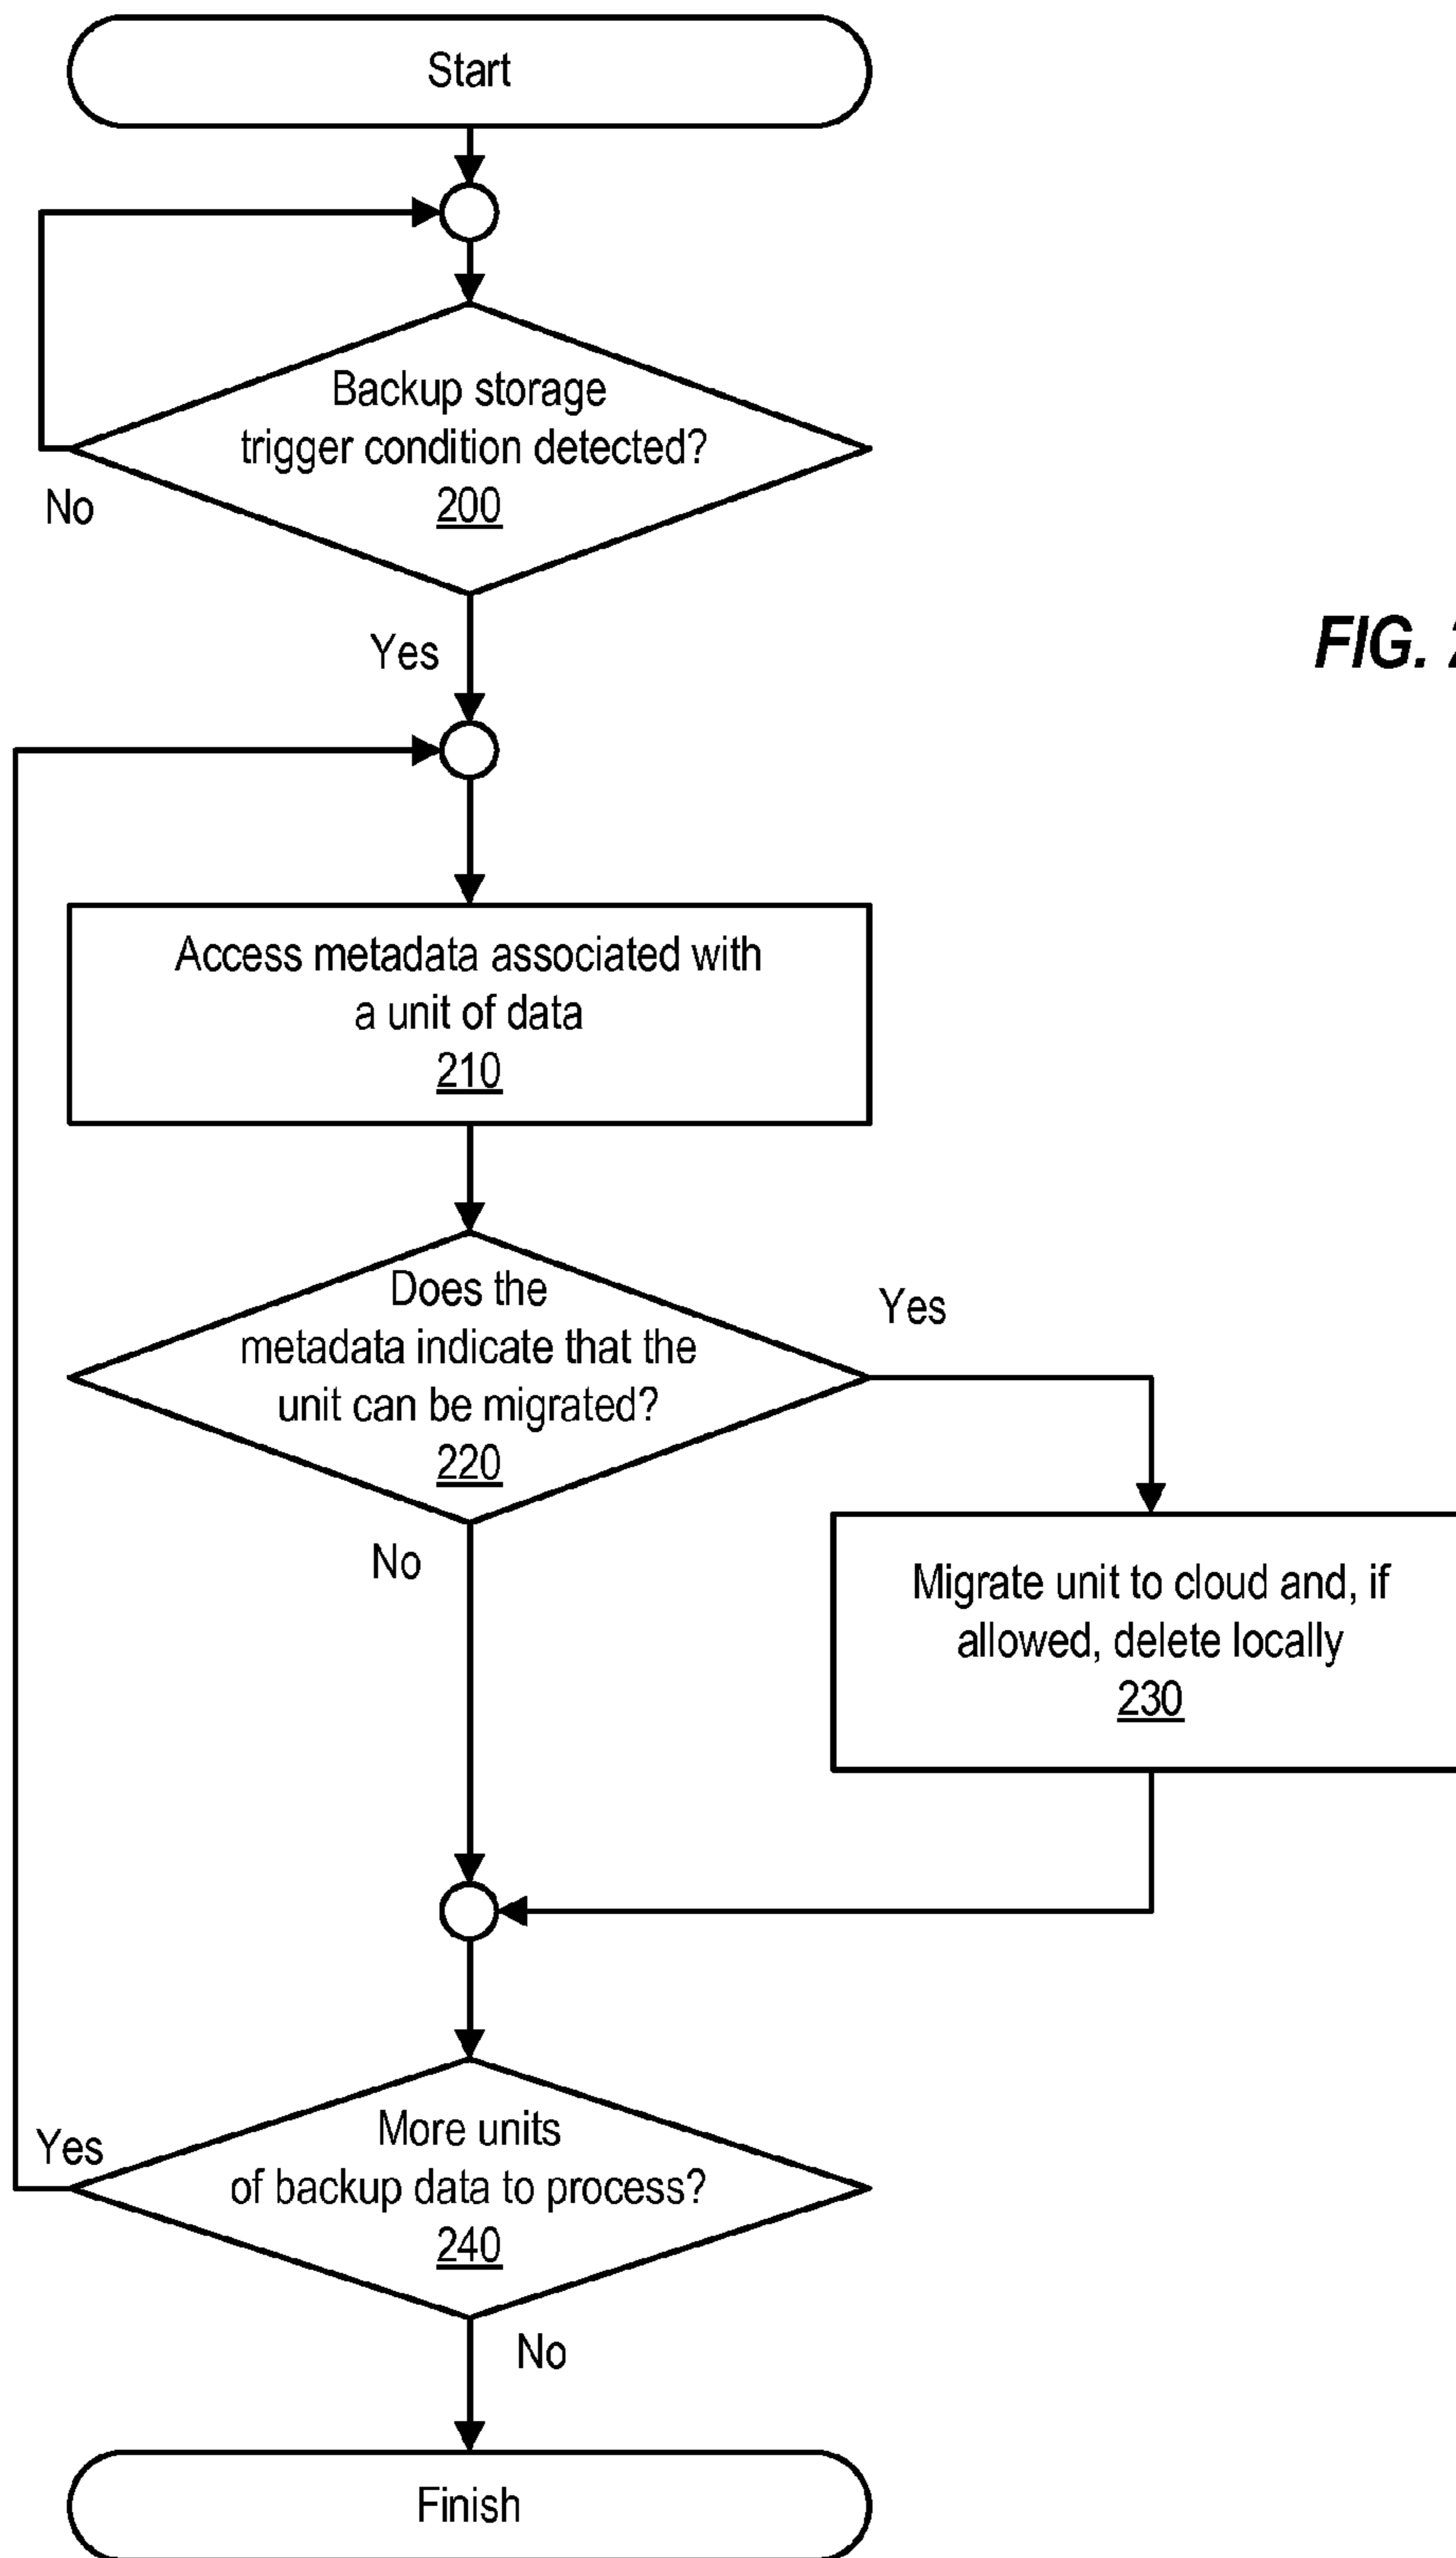 Start
Backup storage
trigger condition detected?
200
No
Yes
FIG. 2
Access metadata associated with
a unit of data
210
Does the
metadata indicate that the
unit can be migrated?
220
Yes
No
Migrate unit to cloud and, if
allowed, delete locally
230
More units
of backup data to process?
240
Yes
No
Finish